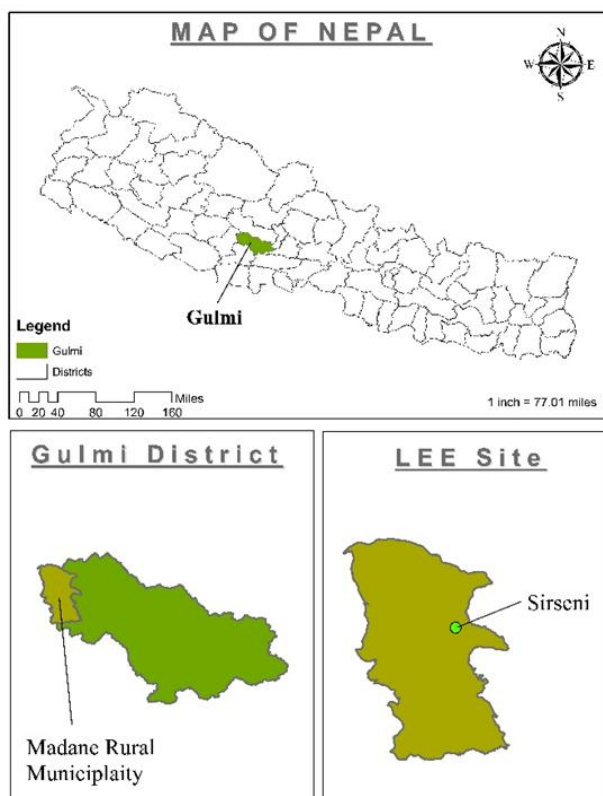 MAP OF NEPAL
N
W E
S
Gulmi
Legend
Gulmi
Districts
Miles
0 20 40 80 120 160
1 inch = 77.01 miles
Gulmi District
Madane Rural
Municiplaity
LEE Site
Sirseni